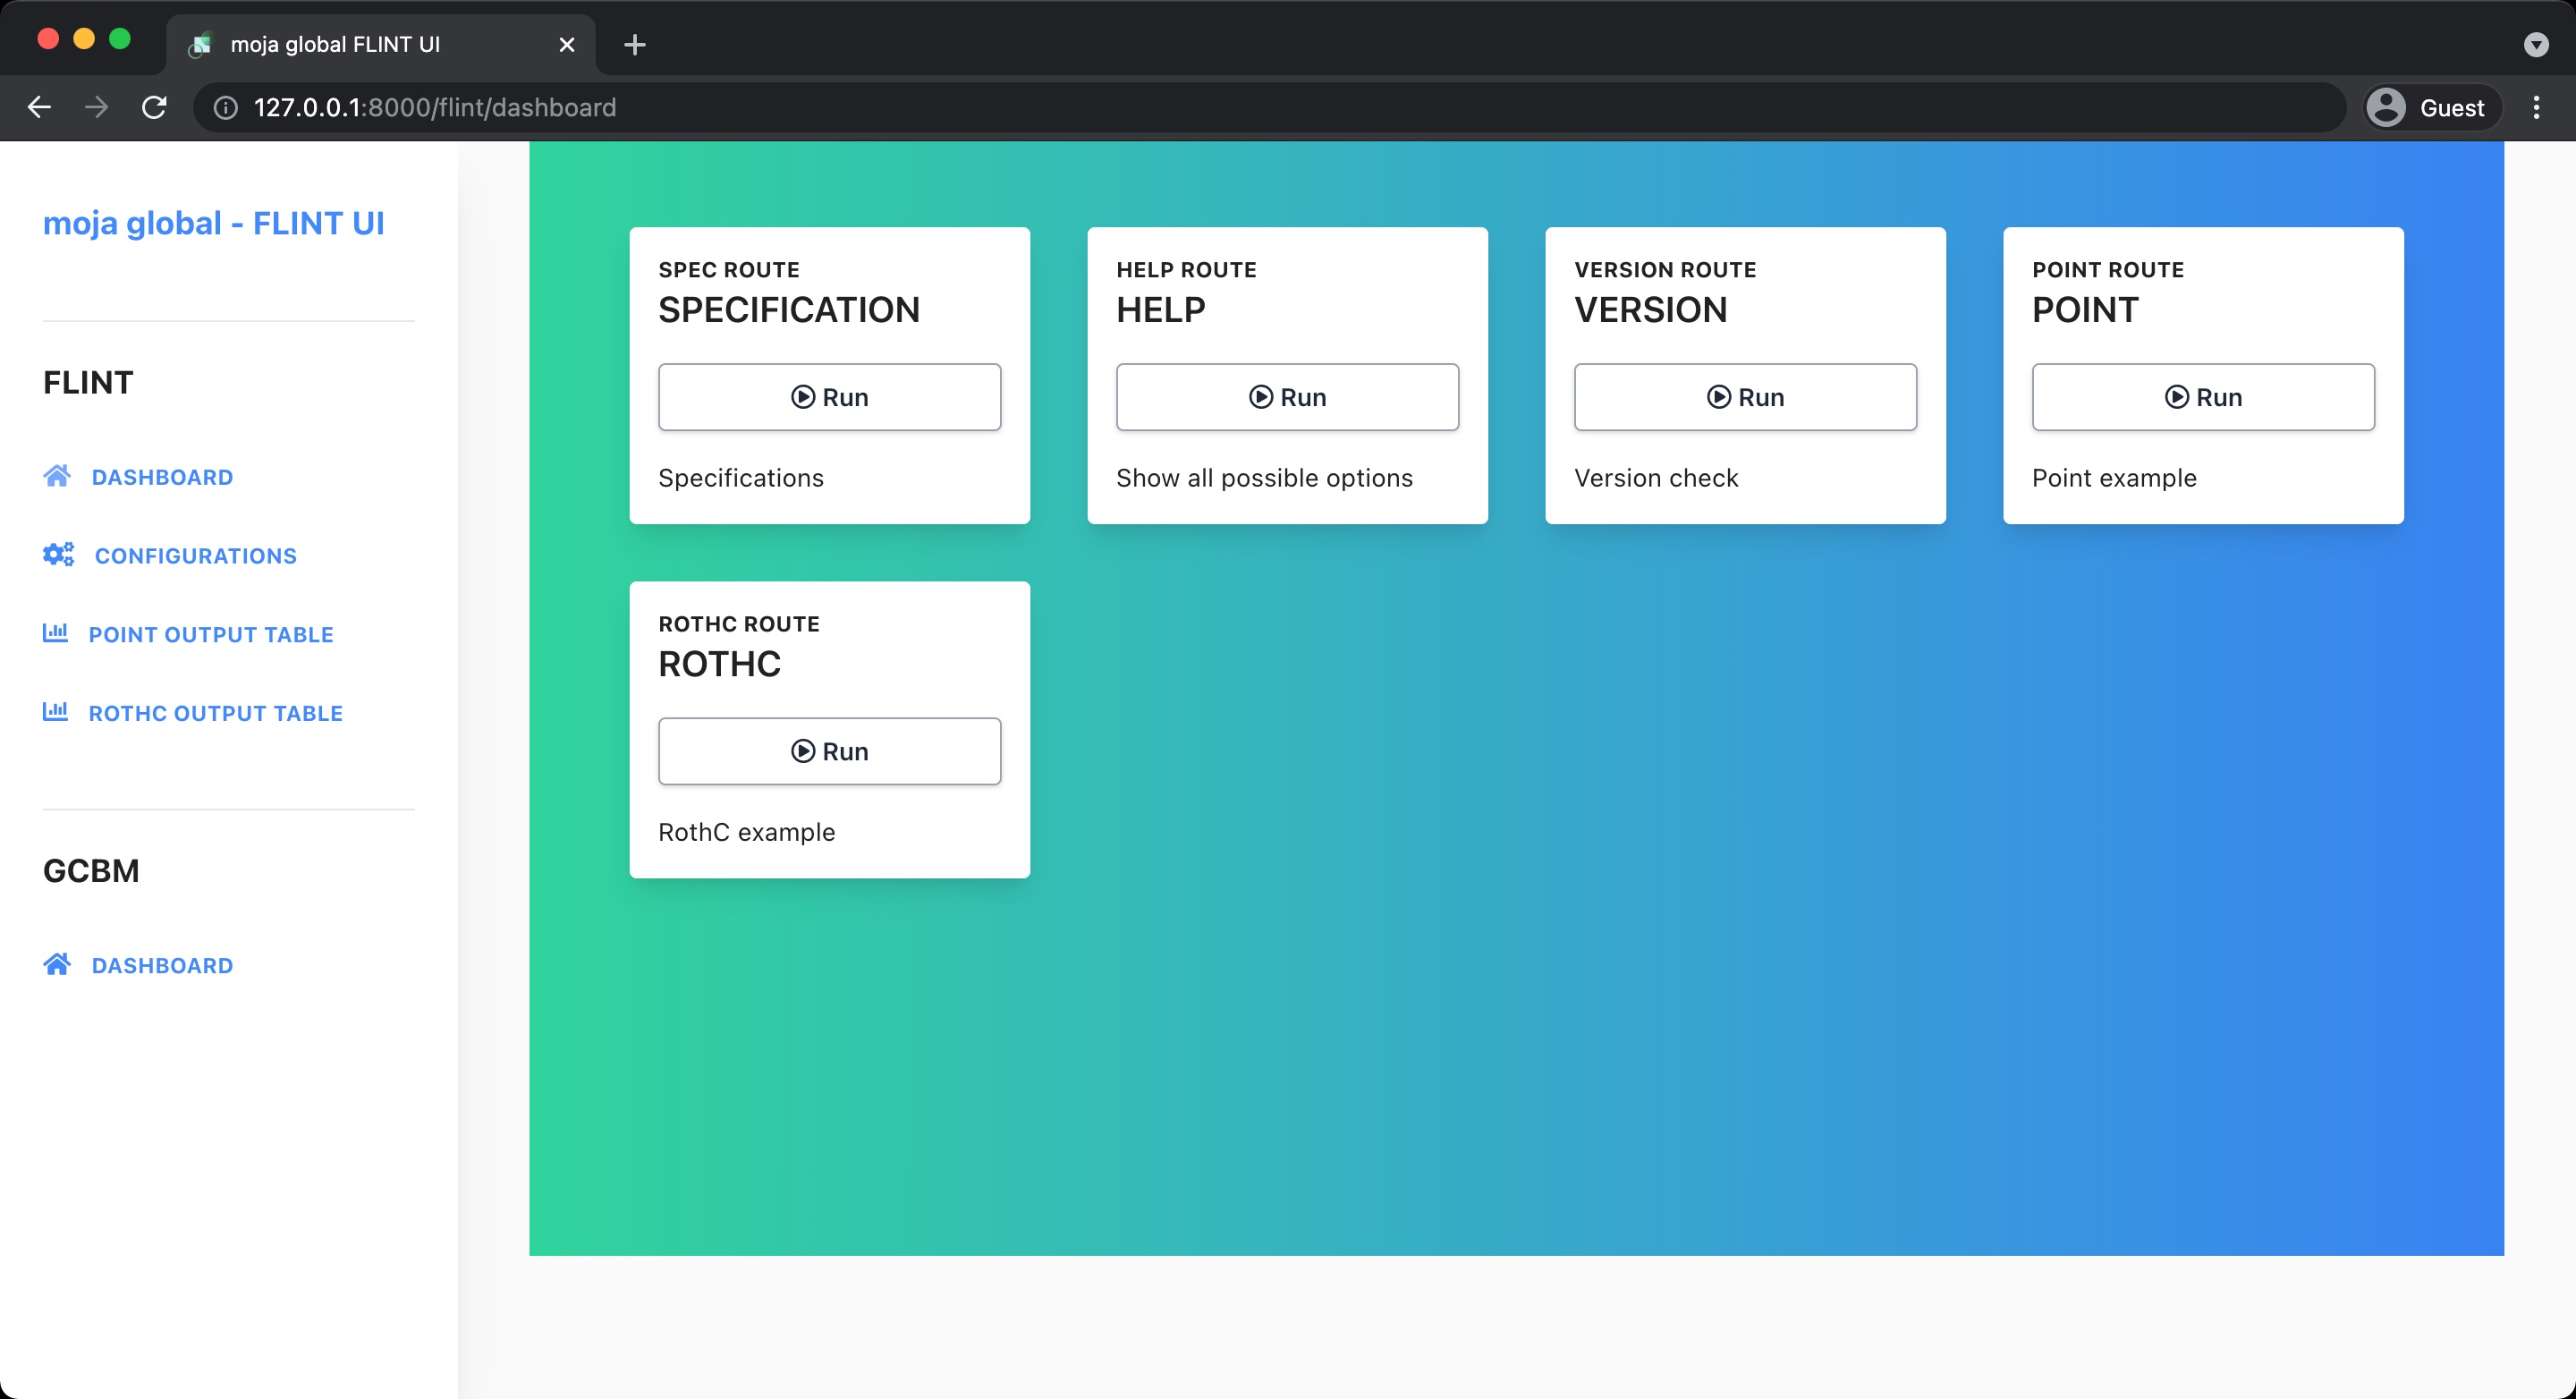 moja global FLINT UI
127.0.0.1:8000/flint/dashboard
Guest
moja global - FLINT UI
FLINT
DASHBOARD
CONFIGURATIONS
POINT OUTPUT TABLE
ROTHC OUTPUT TABLE
GCBM
DASHBOARD
SPEC ROUTE
SPECIFICATION
Run
Specifications
HELP ROUTE
HELP
Run
Show all possible options
VERSION ROUTE
VERSION
Run
Version check
POINT ROUTE
POINT
Run
Point example
ROTHC ROUTE
ROTHC
Run
RothC example